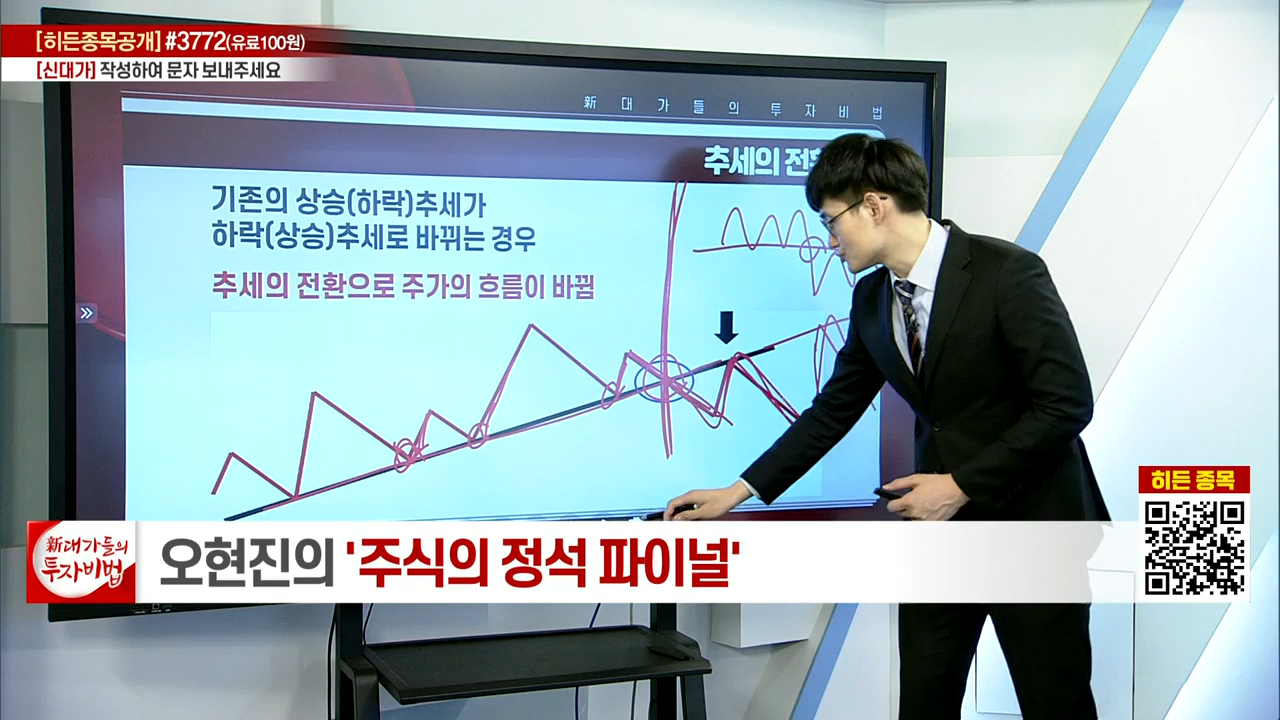 [히든종목공개] #3772(유료100원)
[신대가] 작성하여 문자 보내주세요
新 대 가 들 의 투 자 비 법
추세의 전환
기존의 상승(하락)추세가
하락(상승)추세로 바뀌는 경우
추세의 전환으로 주가의 흐름이 바뀜
히든 종목
新대가들의
투자비법
오현진의 '주식의 정석 파이널'